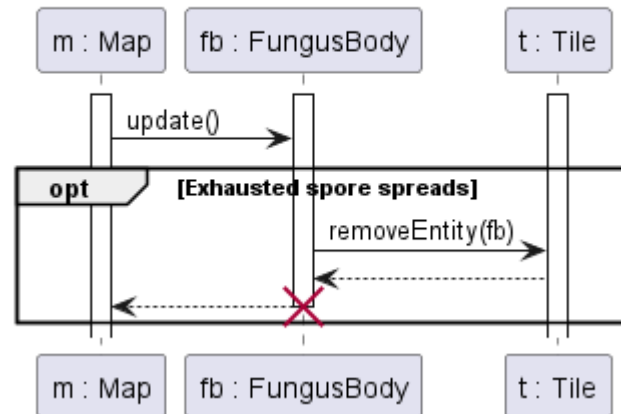 m : Map
fb : FungusBody
t : Tile
update()
opt
[Exhausted spore spreads]
removeEntity(fb)
m : Map
fb : FungusBody
t : Tile